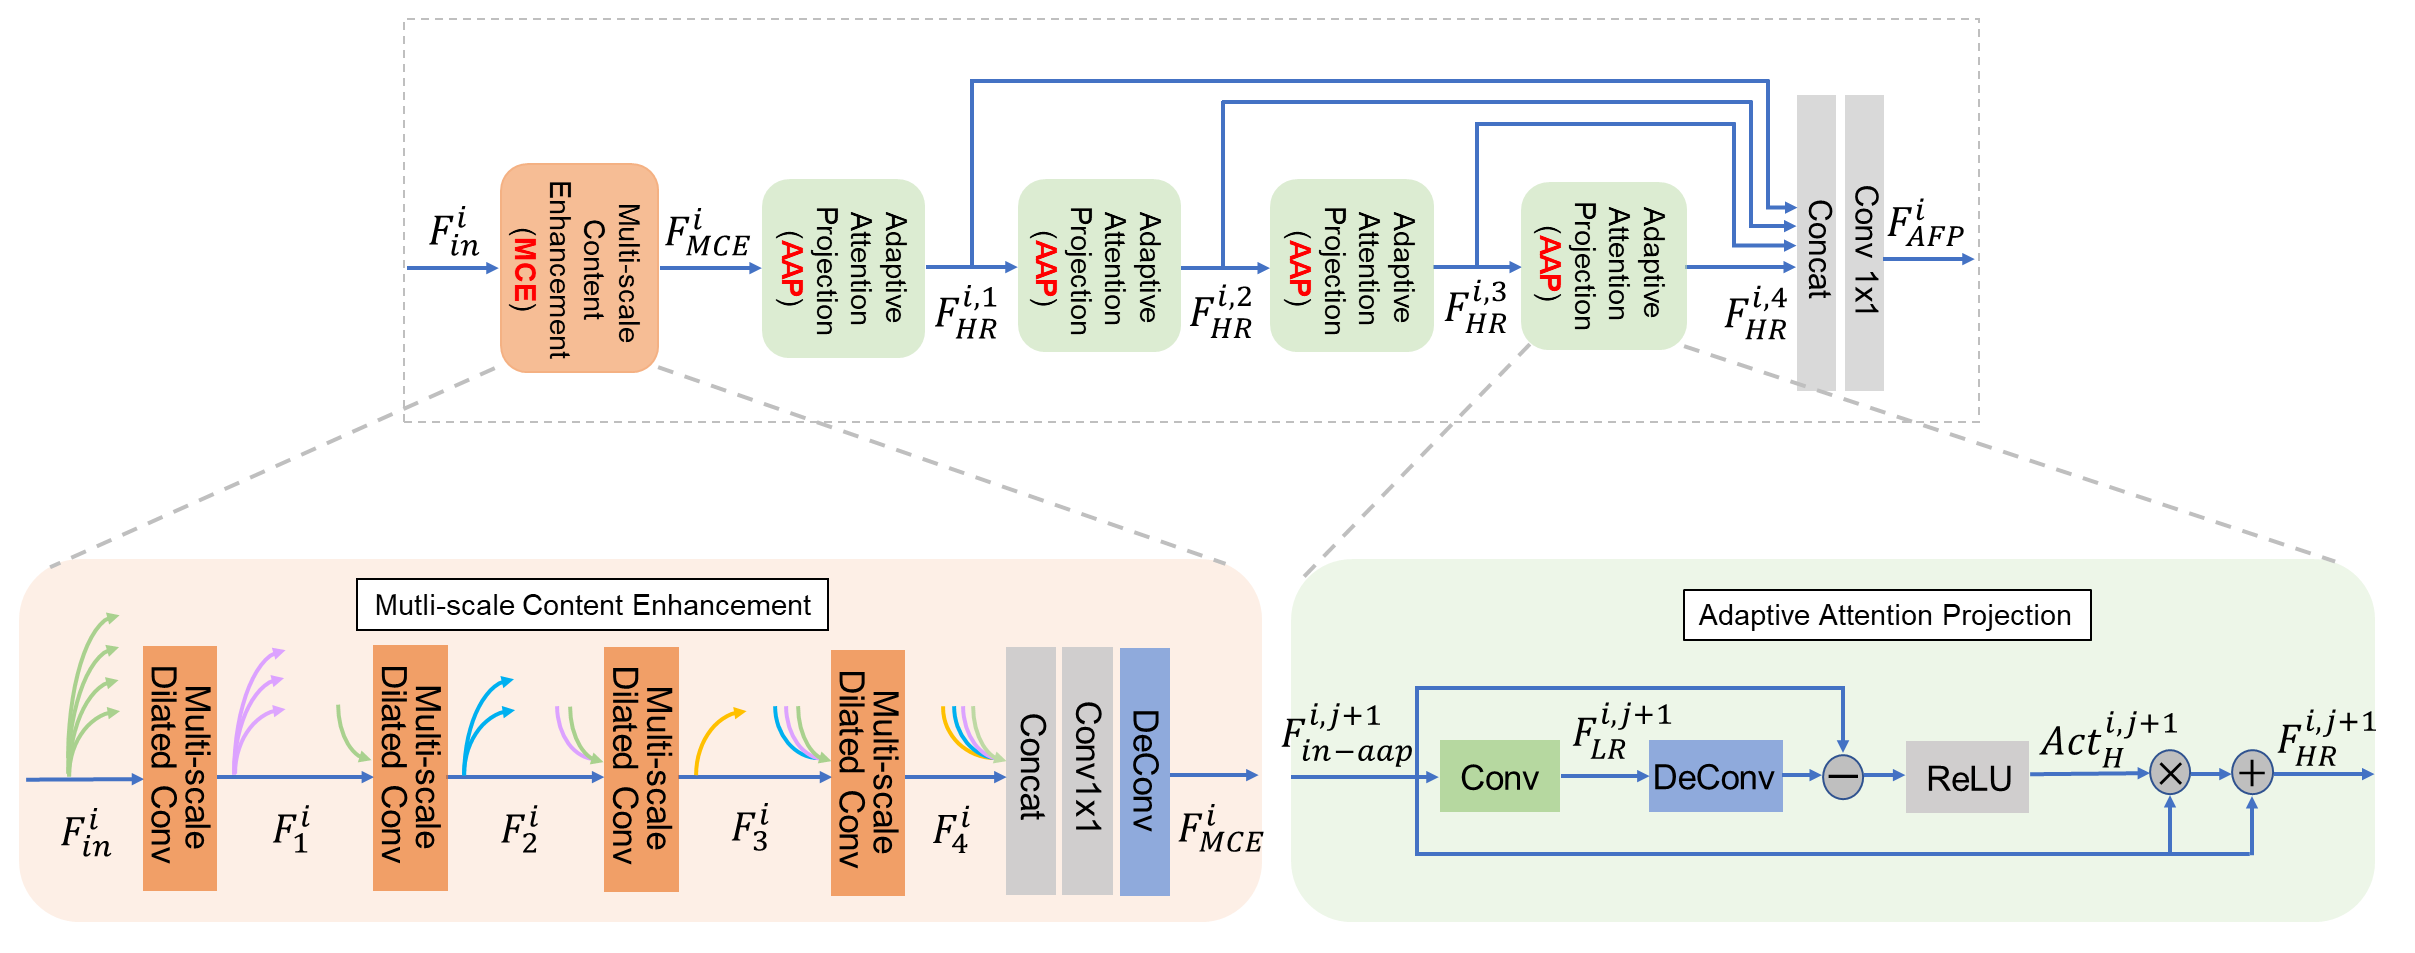 F_{in}^{i}
Multi-scale
Content
Enhancement
(MCE)
F_{MCE}^{i}
Adaptive
Attention
Projection
(AAP)
F_{HR}^{i,1}
Adaptive
Attention
Projection
(AAP)
F_{HR}^{i,2}
Adaptive
Attention
Projection
(AAP)
F_{HR}^{i,3}
Adaptive
Attention
Projection
(AAP)
F_{HR}^{i,4}
Concat
Conv 1x1
F_{AFP}^{i}
Mutli-scale Content Enhancement
F_{in}^{i}
Multi-scale
Dilated Conv
F_{1}^{i}
Multi-scale
Dilated Conv
F_{2}^{i}
Multi-scale
Dilated Conv
F_{3}^{i}
Multi-scale
Dilated Conv
F_{4}^{i}
Concat
Conv1x1
DeConv
F_{MCE}^{i}
Adaptive Attention Projection
F_{in-aap}^{i,j+1}
Conv
F_{LR}^{i,j+1}
DeConv
−
ReLU
Act_{H}^{i,j+1}
×
+
F_{HR}^{i,j+1}